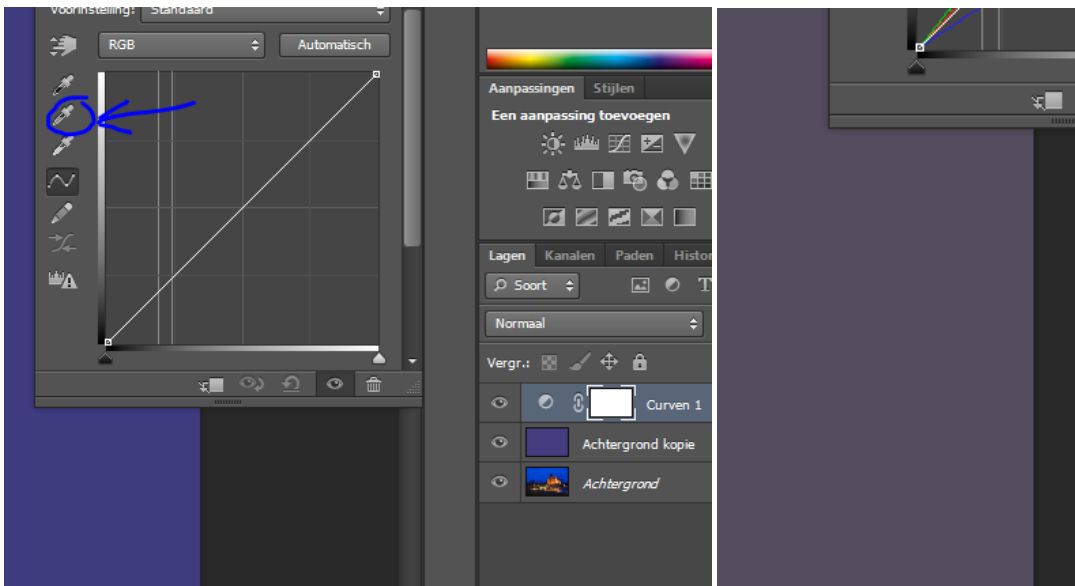 Voorinstelling: Standaard
RGB Automatisch
Aanpassingen Stijlen
Een aanpassing toevoegen
Lagen Kanalen Paden Histor
Soort T
Normaal
Vergr.:
Curven 1
Achtergrond kopie
Achtergrond